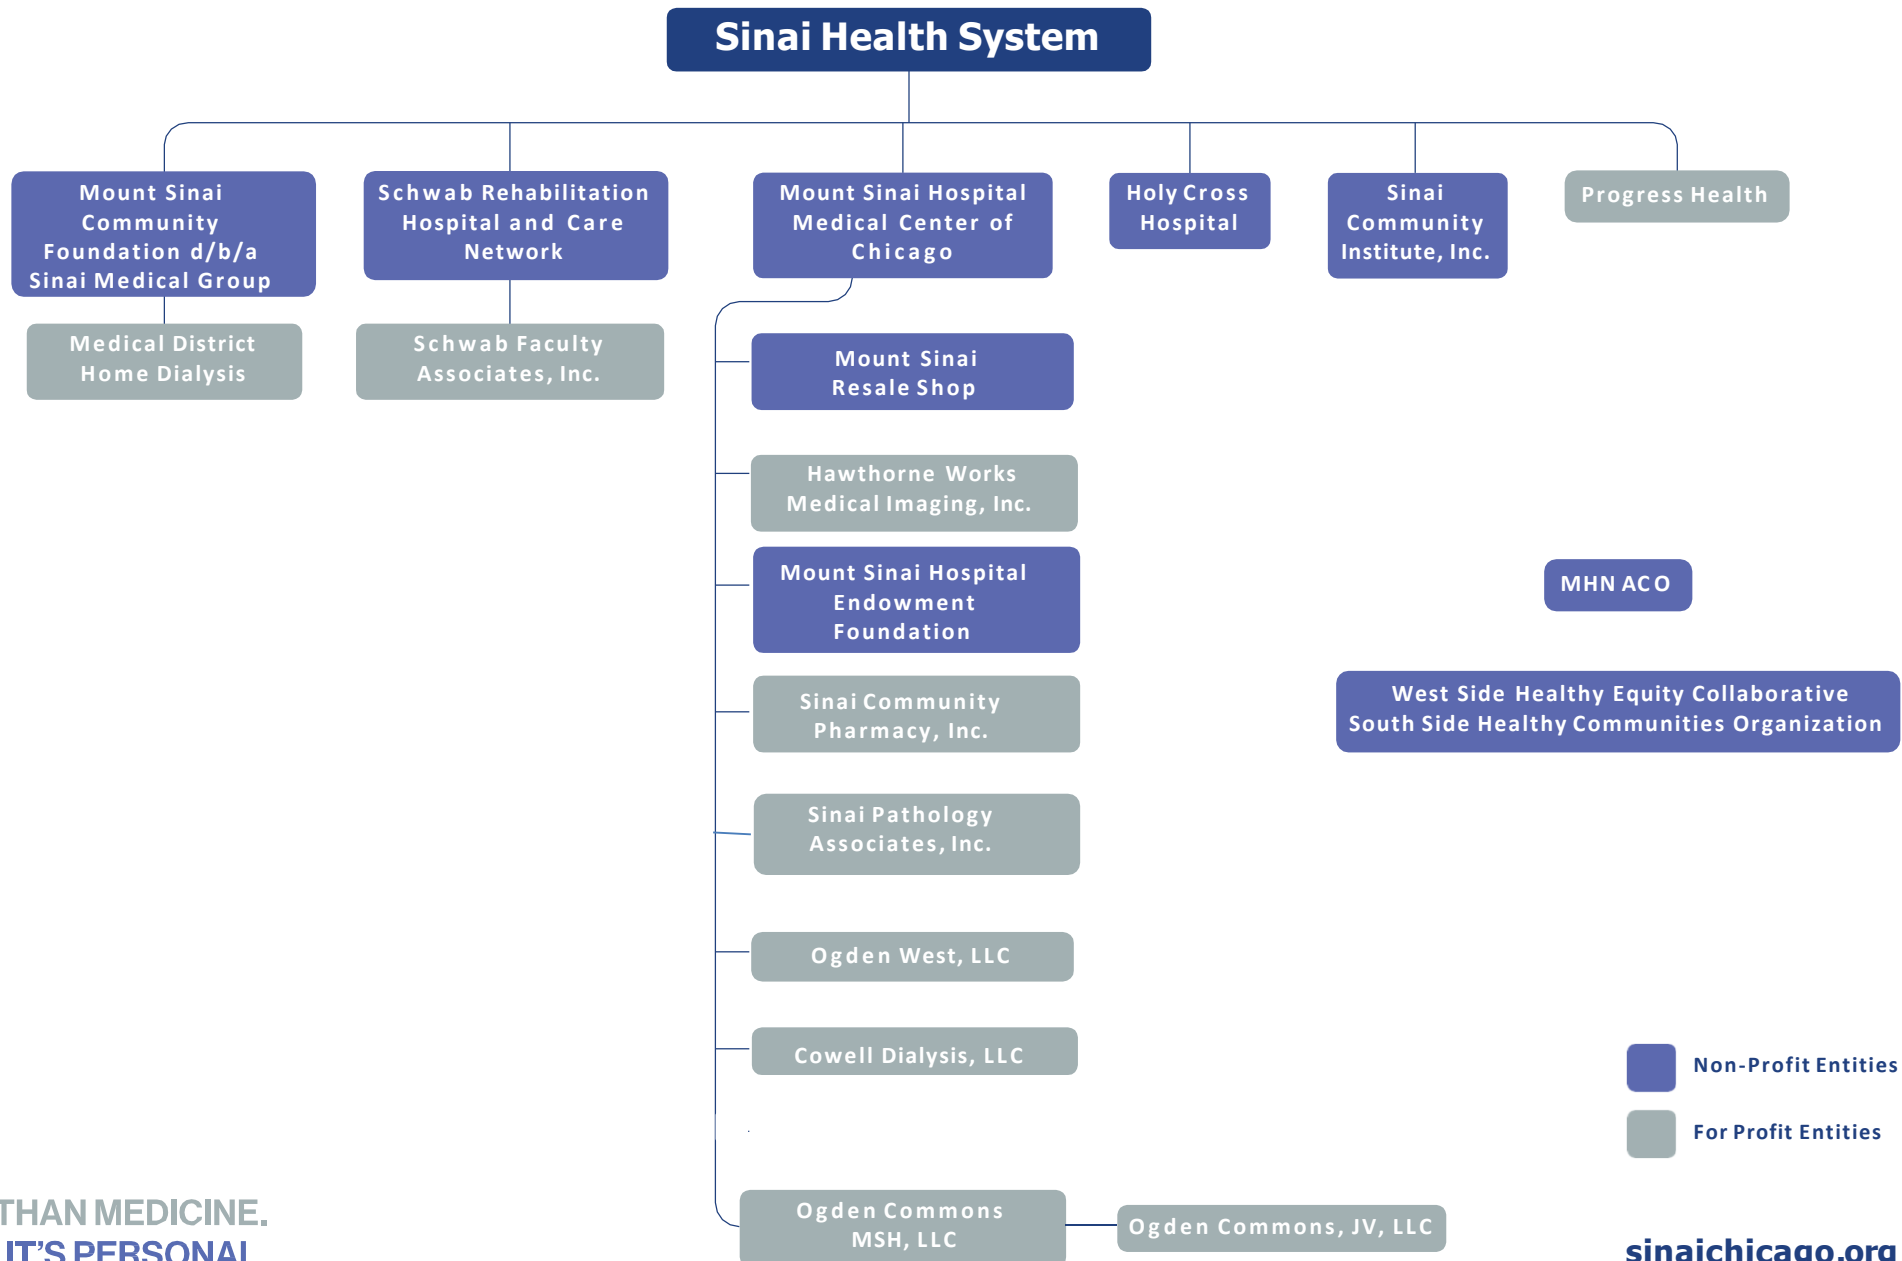 Sinai Health System
Mount Sinai
Community
Foundation d/b/a
Sinai Medical Group
Schwab Rehabilitation
Hospital and Care
Network
Mount Sinai Hospital
Medical Center of
Chicago
Holy Cross
Hospital
Sinai
Community
Institute, Inc.
Progress Health
Medical District
Home Dialysis
Schwab Faculty
Associates, Inc.
Mount Sinai
Resale Shop
Hawthorne Works
Medical Imaging, Inc.
Mount Sinai Hospital
Endowment
Foundation
MHN ACO
Sinai Community
Pharmacy, Inc.
West Side Healthy Equity Collaborative
South Side Healthy Communities Organization
Sinai Pathology
Associates, Inc.
Ogden West, LLC
Cowell Dialysis, LLC
Non-Profit Entities
For Profit Entities
Ogden Commons
MSH, LLC
Ogden Commons, JV, LLC
THAN MEDICINE.
IT'S PERSONAL
sinaichicago.org